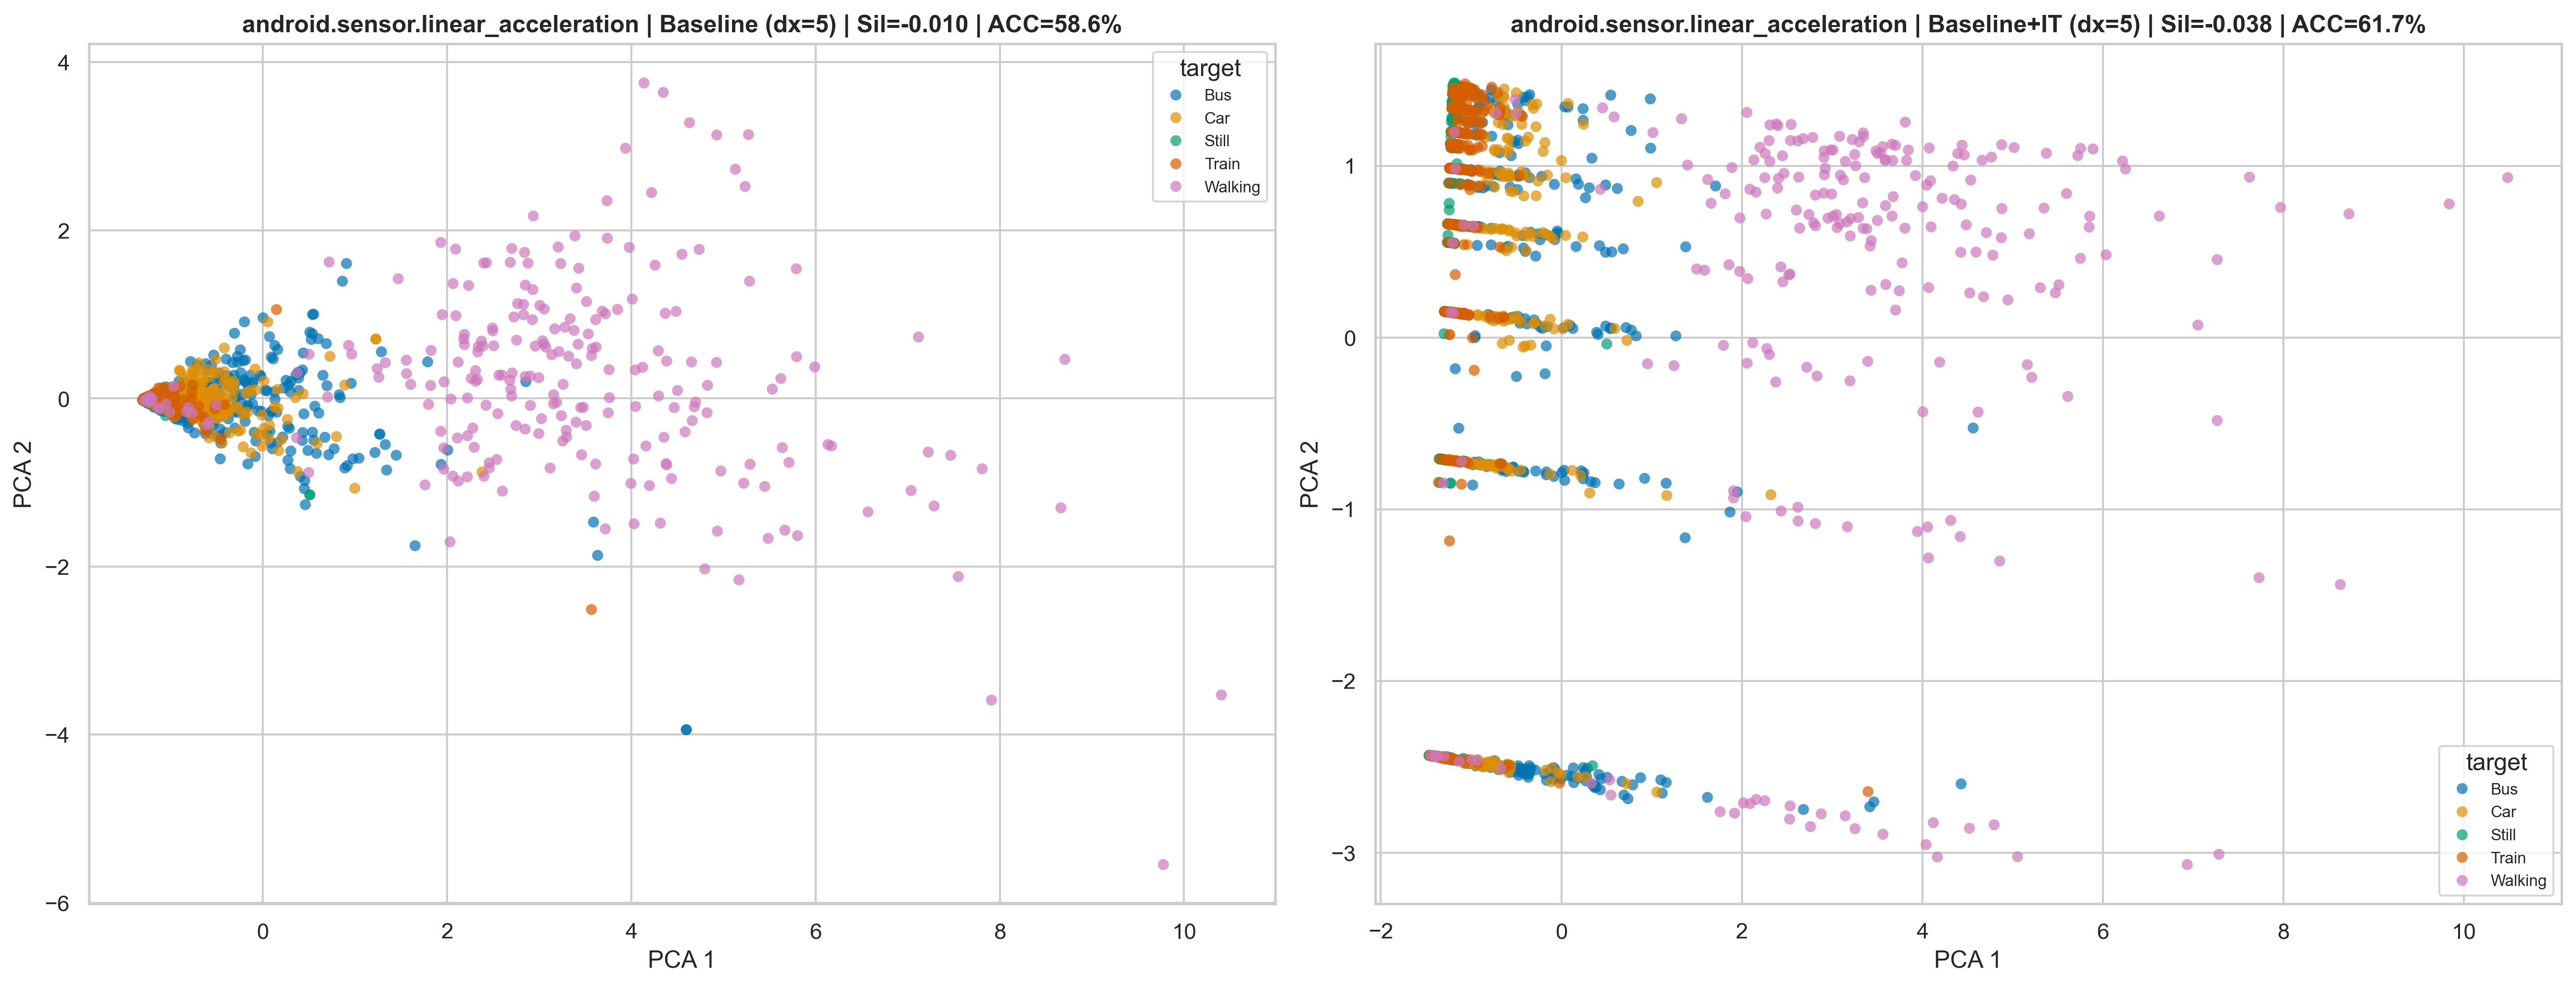 android.sensor.linear_acceleration | Baseline (dx=5) | Sil=-0.010 | ACC=58.6%
4
2
0
−2
−4
−6
PCA 2
0
2
4
6
8
10
PCA 1
target
Bus
Car
Still
Train
Walking
android.sensor.linear_acceleration | Baseline+IT (dx=5) | Sil=-0.038 | ACC=61.7%
1
0
−1
−2
−3
PCA 2
−2
0
2
4
6
8
10
PCA 1
target
Bus
Car
Still
Train
Walking